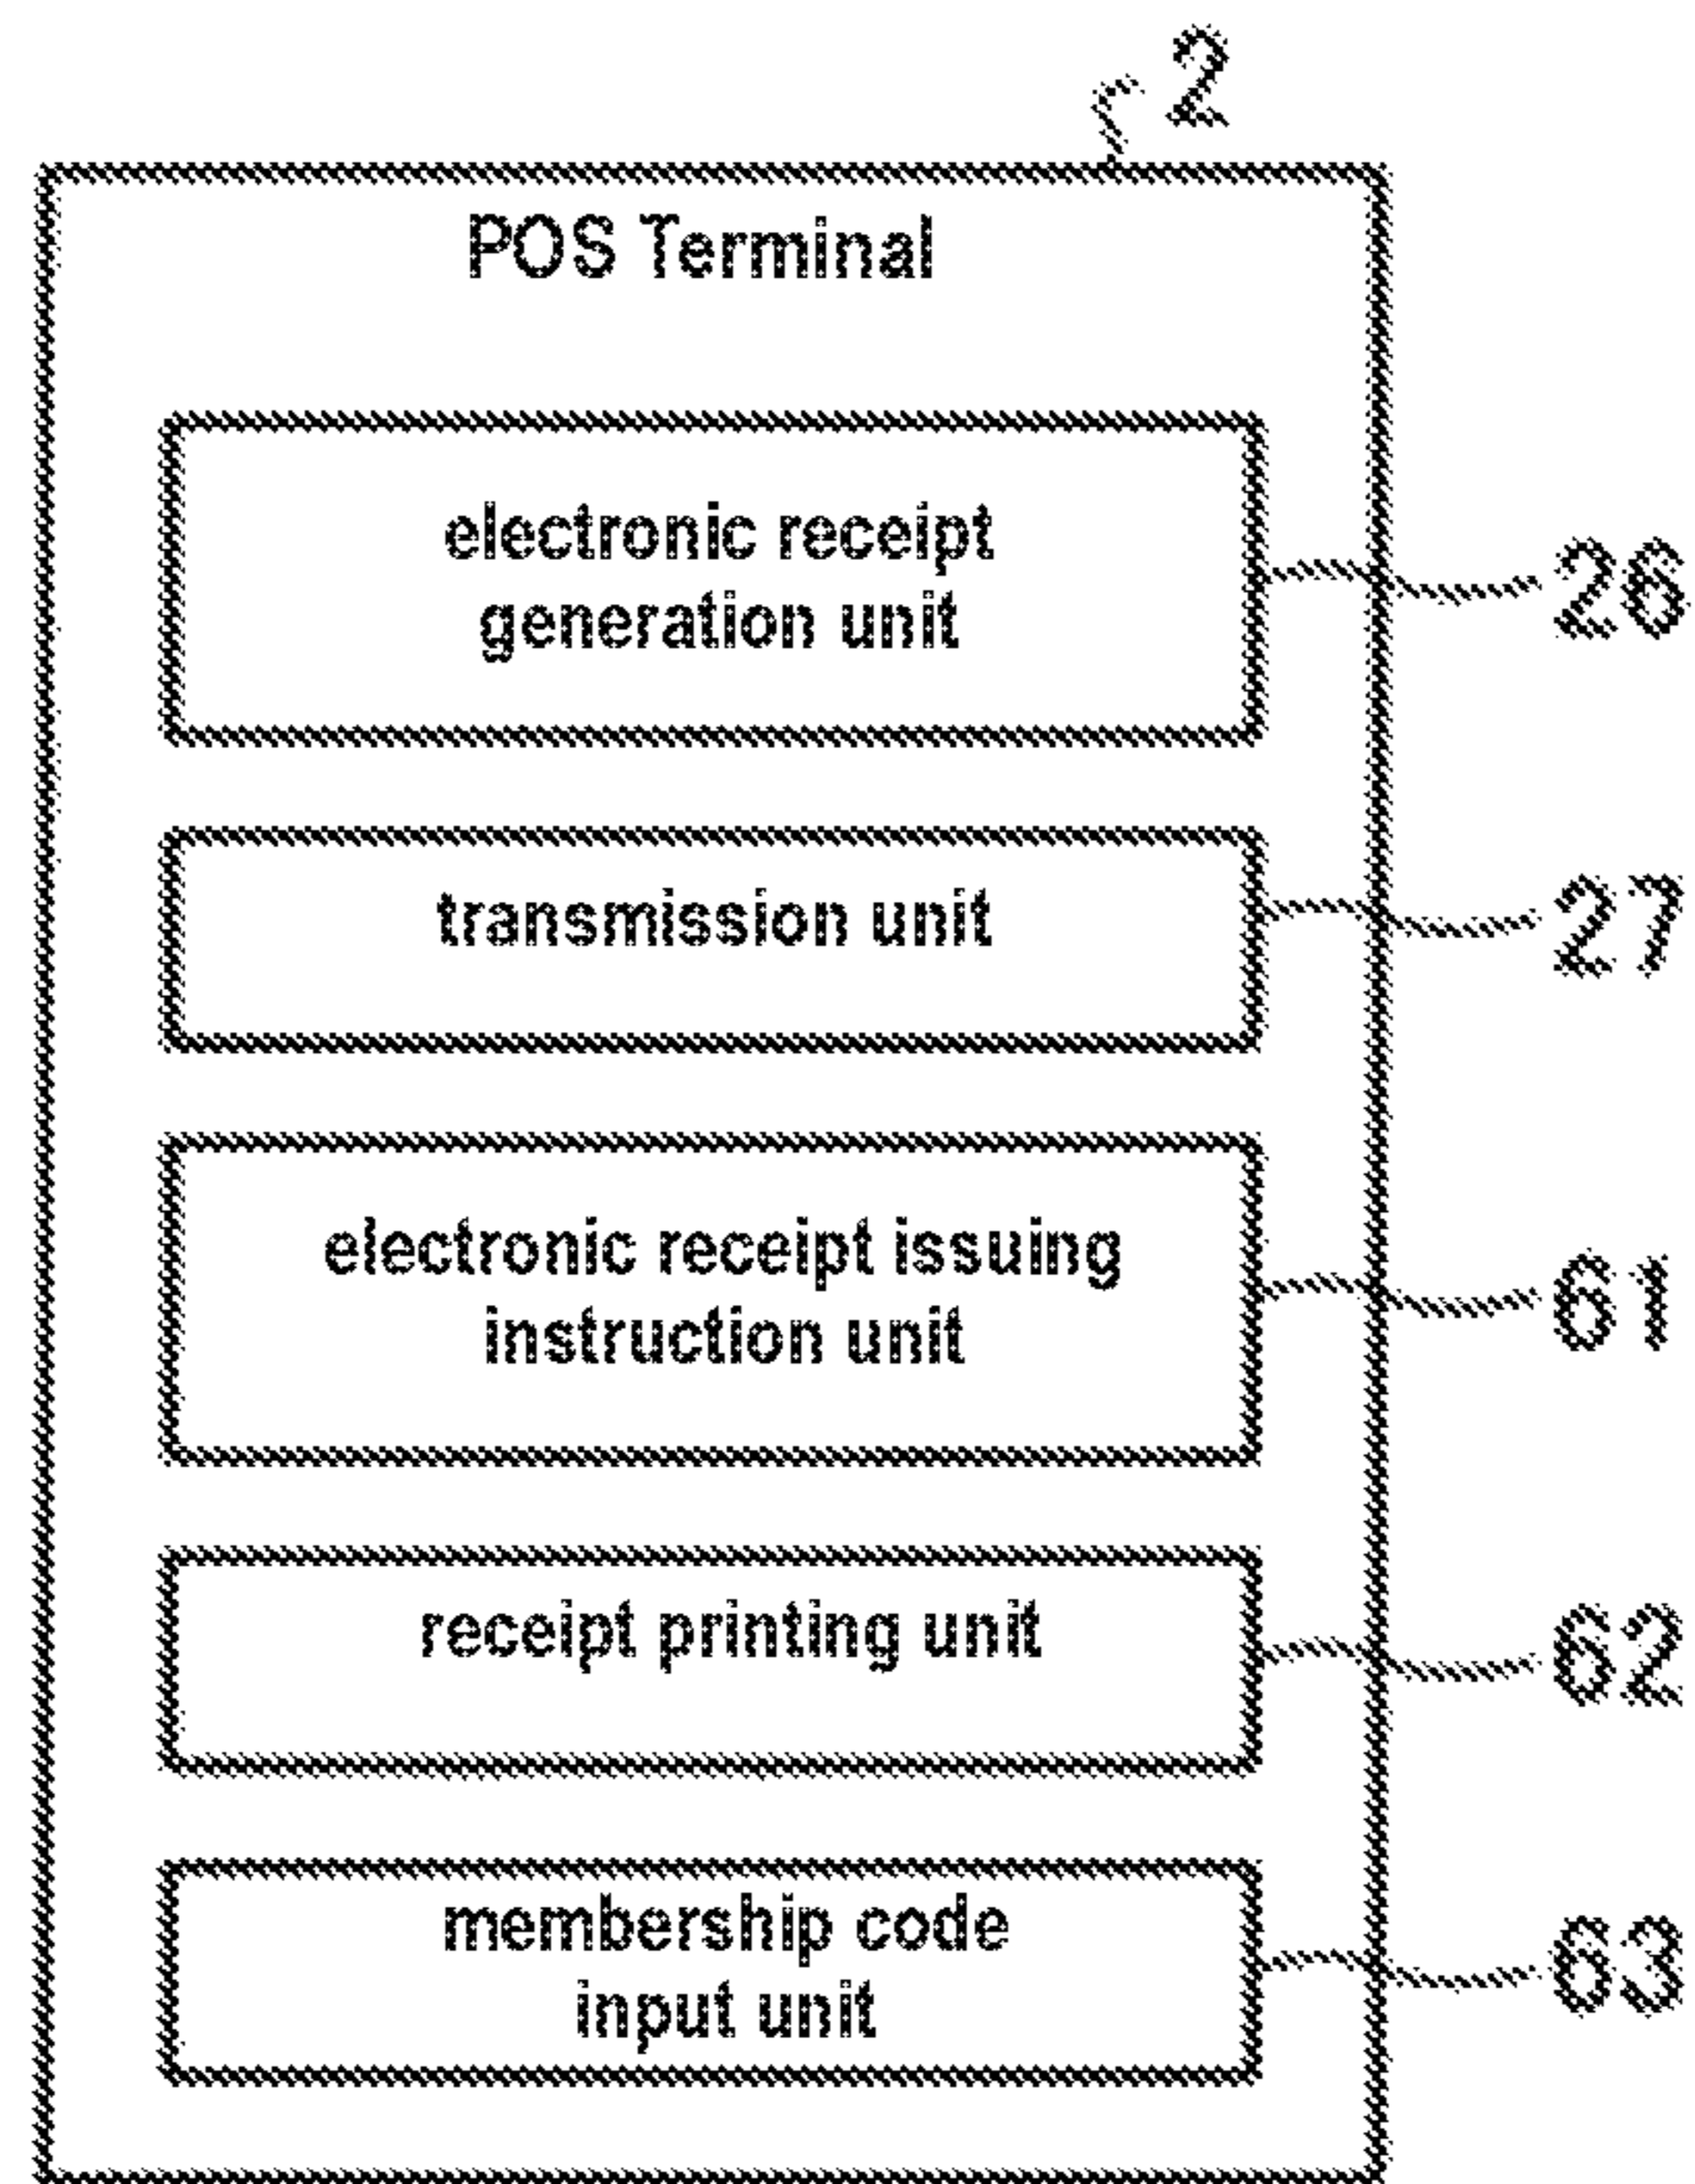 2
POS Terminal
electronic receipt
generation unit
26
transmission unit
27
electronic receipt issuing
instruction unit
61
receipt printing unit
62
membership code
input unit
63